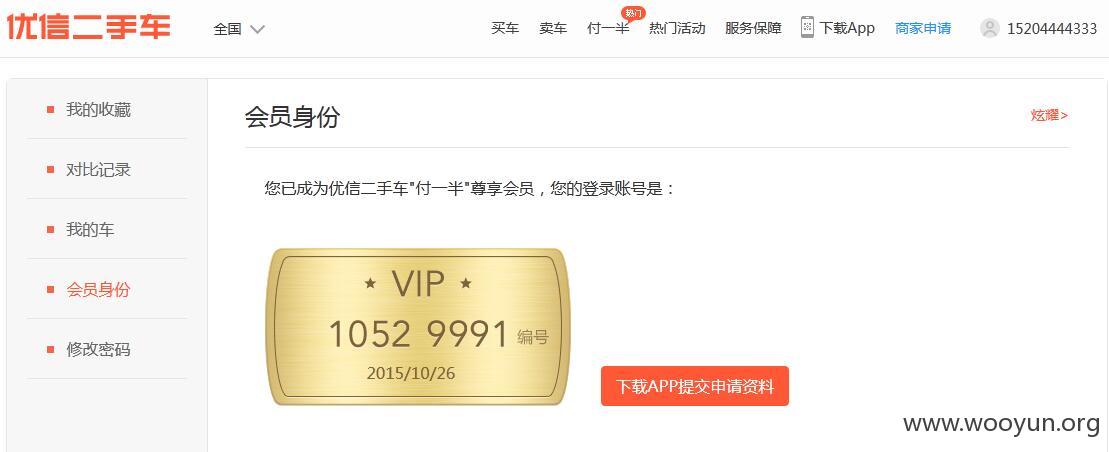 优信二手车 全国 买车 卖车 付一半 热门 热门活动 服务保障 下载App 商家申请 15204444333
我的收藏
对比记录
我的车
会员身份
修改密码
会员身份 炫耀>
您已成为优信二手车"付一半"尊享会员，您的登录账号是：
VIP
1052 9991 编号
2015/10/26
下载APP提交申请资料
www.wooyun.org